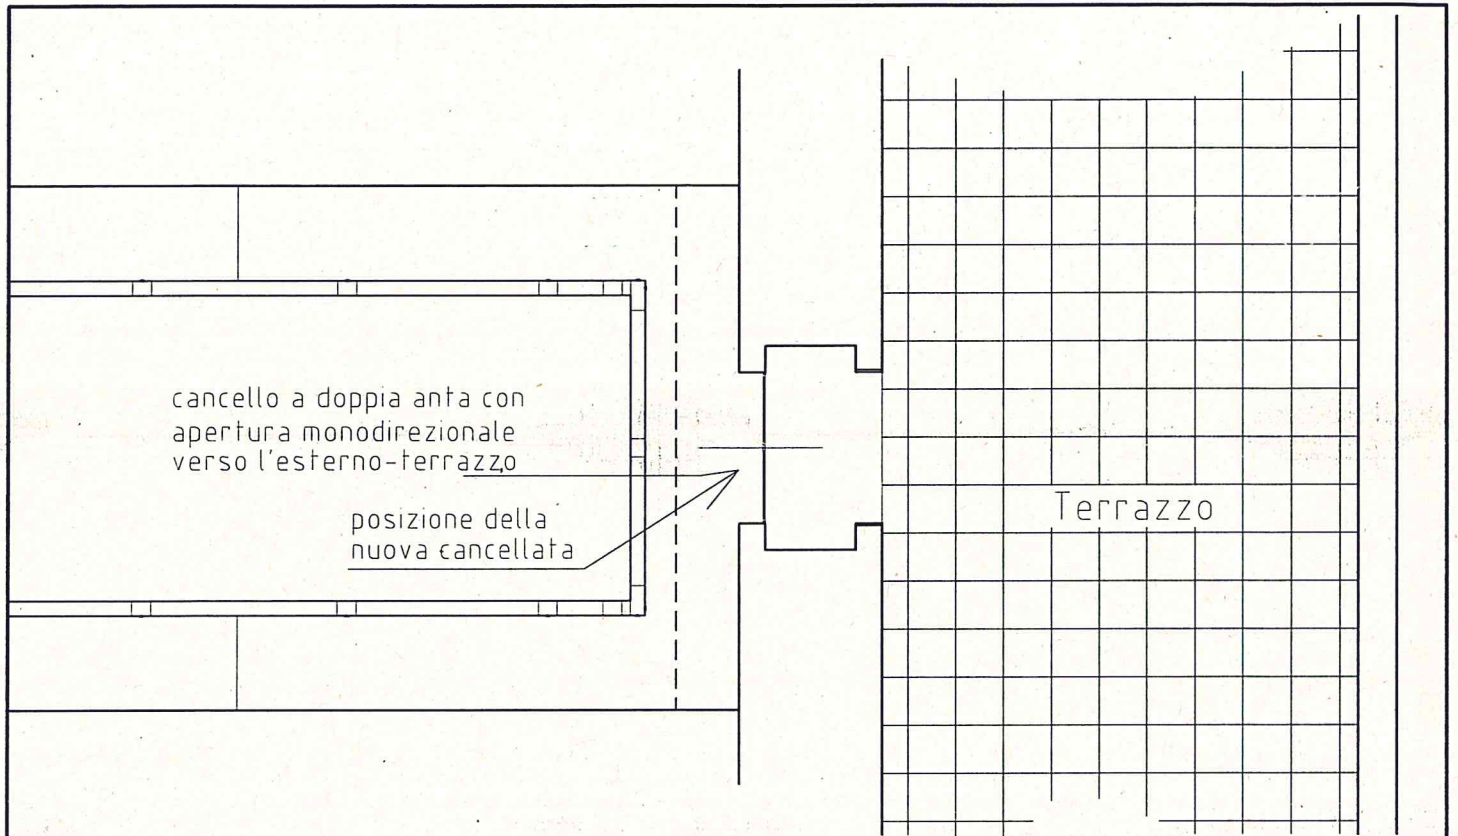 cancello a doppia anta con
apertura monodirezionale
verso l'esterno-terrazzo
posizione della
nuova cancellata
Terrazzo